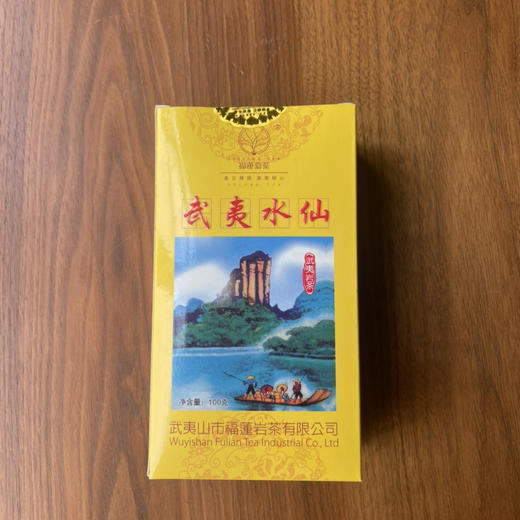 武夷水仙
武夷岩茶
净含量：100克
武夷山市福蓮岩茶有限公司
Wuyishan Fulian Tea Industrial Co., Ltd